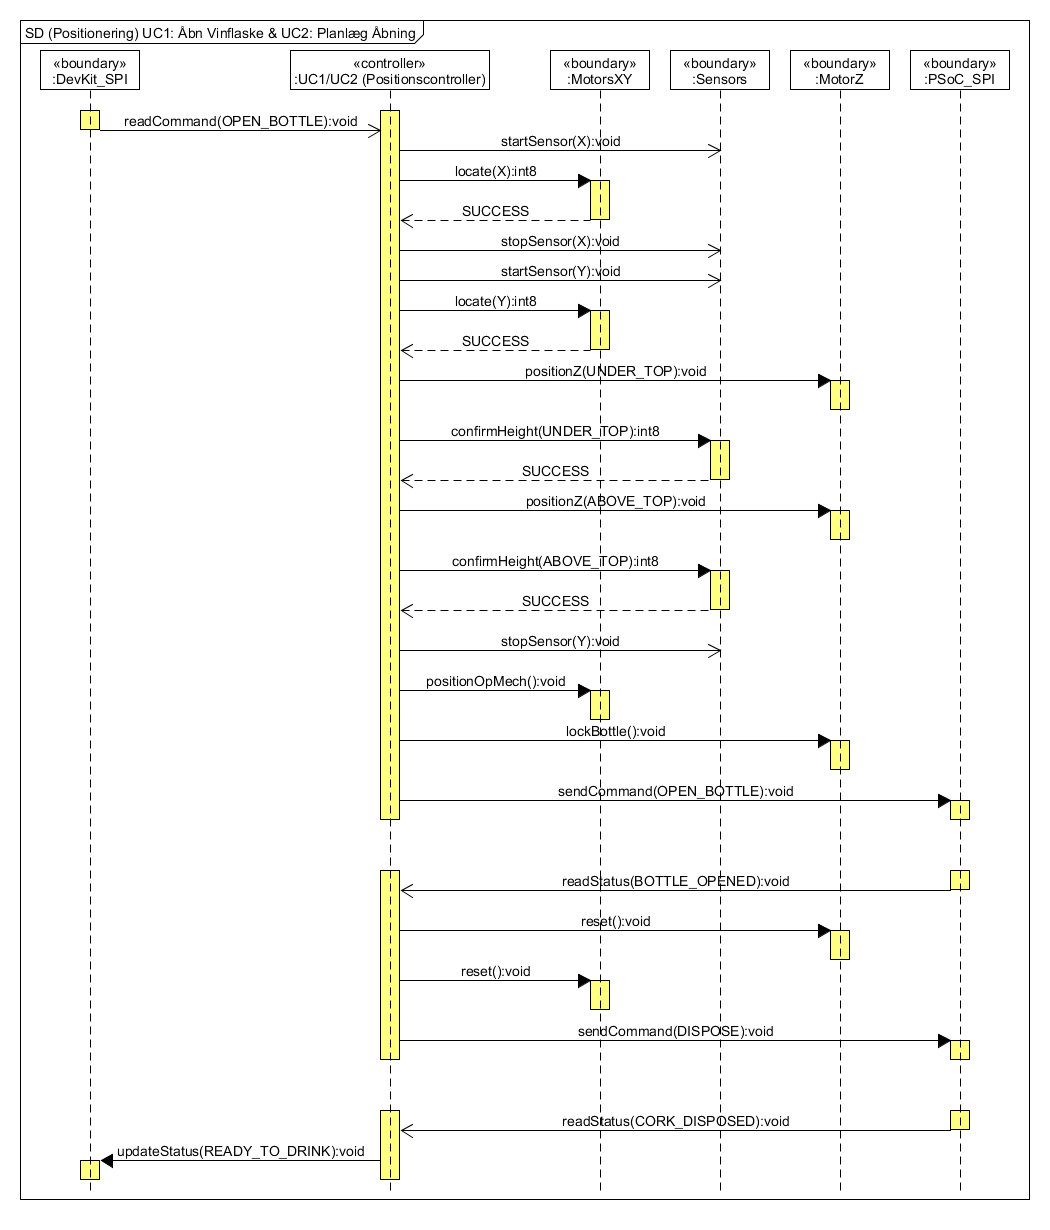 SD (Positionering) UC1: Åbn Vinflaske & UC2: Planlæg Åbning
«boundary»
:DevKit_SPI
«controller»
:UC1/UC2 (Positionscontroller)
«boundary»
:MotorsXY
«boundary»
:Sensors
«boundary»
:MotorZ
«boundary»
:PSoC_SPI
readCommand(OPEN_BOTTLE):void
startSensor(X):void
locate(X):int8
SUCCESS
stopSensor(X):void
startSensor(Y):void
locate(Y):int8
SUCCESS
positionZ(UNDER_TOP):void
confirmHeight(UNDER_TOP):int8
SUCCESS
positionZ(ABOVE_TOP):void
confirmHeight(ABOVE_TOP):int8
SUCCESS
stopSensor(Y):void
positionOpMech():void
lockBottle():void
sendCommand(OPEN_BOTTLE):void
readStatus(BOTTLE_OPENED):void
reset():void
reset():void
sendCommand(DISPOSE):void
readStatus(CORK_DISPOSED):void
updateStatus(READY_TO_DRINK):void